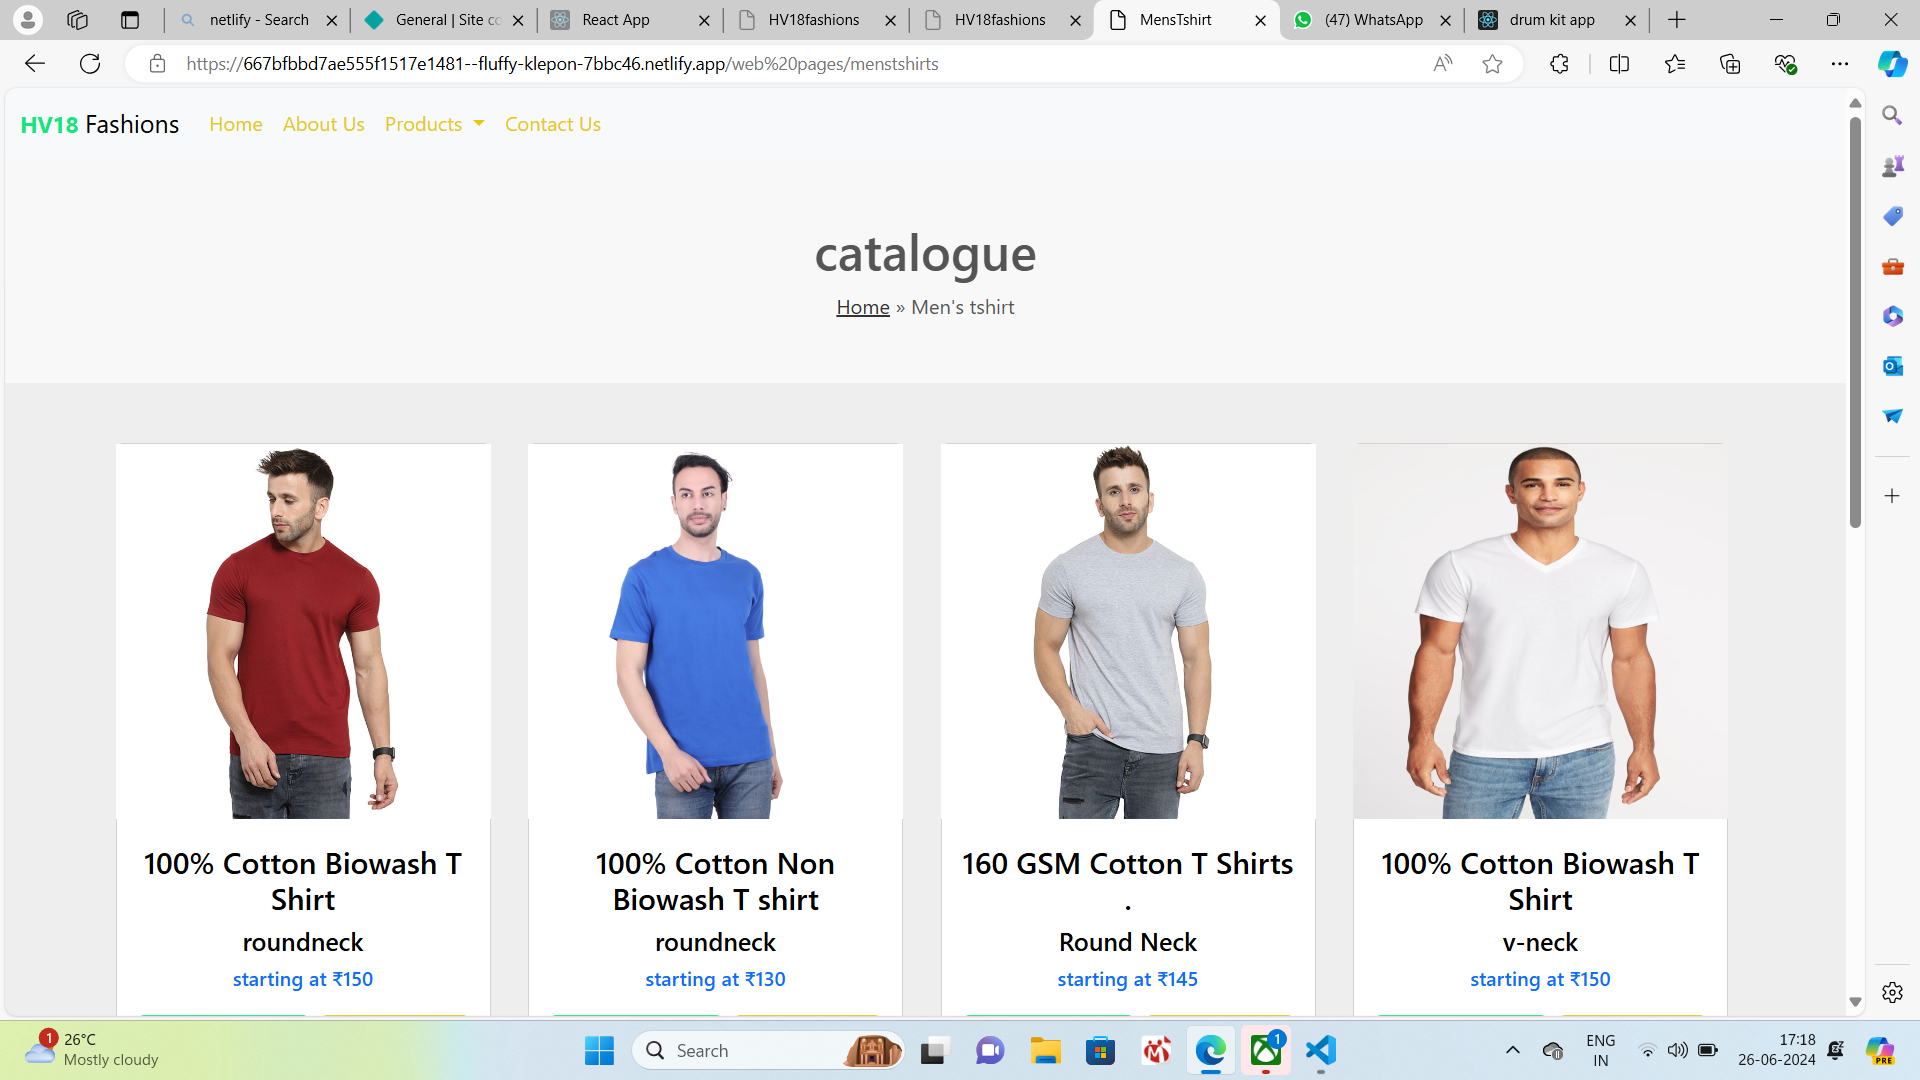 netlify - Search
General | Site co
React App
HV18fashions
HV18fashions
MensTshirt
(47) WhatsApp
drum kit app
https://667bfbbd7ae555f1517e1481--fluffy-klepon-7bbc46.netlify.app/web%20pages/menstshirts
HV18 Fashions Home About Us Products Contact Us
catalogue
Home » Men's tshirt
100% Cotton Biowash T
Shirt
roundneck
starting at ₹150
100% Cotton Non
Biowash T shirt
roundneck
starting at ₹130
160 GSM Cotton T Shirts
.
Round Neck
starting at ₹145
100% Cotton Biowash T
Shirt
v-neck
starting at ₹150
1
26°C
Mostly cloudy
Search
1
ENG
IN
17:18
26-06-2024
PRE